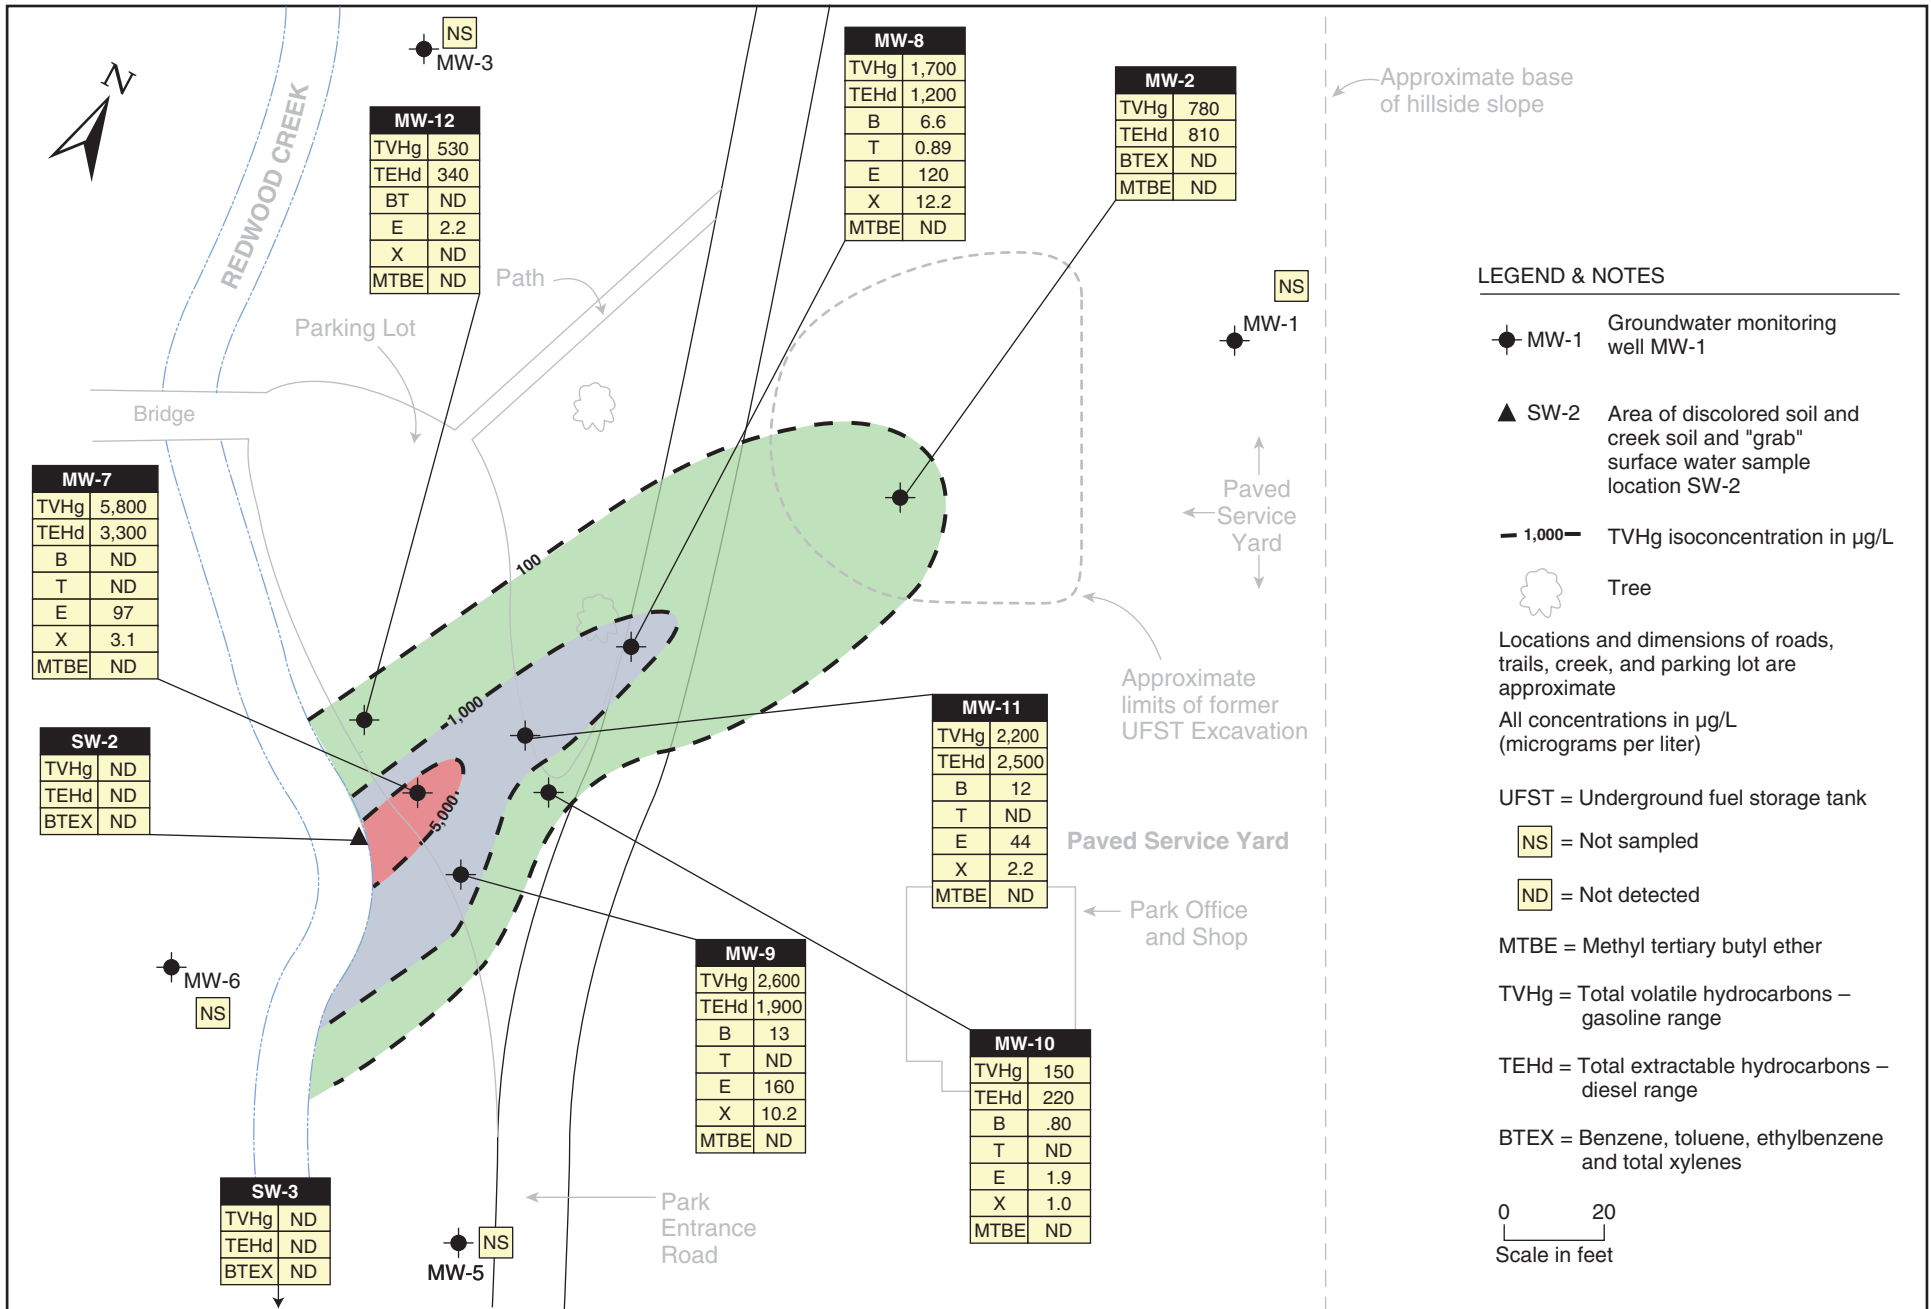 N
REDWOOD CREEK
NS
MW-3
MW-12
TVHg 530
TEHd 340
BT ND
E 2.2
X ND
MTBE ND
MW-8
TVHg 1,700
TEHd 1,200
B 6.6
T 0.89
E 120
X 12.2
MTBE ND
MW-2
TVHg 780
TEHd 810
BTEX ND
MTBE ND
Approximate base
of hillside slope
NS
MW-1
Path
Parking Lot
Bridge
MW-7
TVHg 5,800
TEHd 3,300
B ND
T ND
E 97
X 3.1
MTBE ND
SW-2
TVHg ND
TEHd ND
BTEX ND
100
1,000
5,000
Paved
Service
Yard
Approximate
limits of former
UFST Excavation
MW-11
TVHg 2,200
TEHd 2,500
B 12
T ND
E 44
X 2.2
MTBE ND
Paved Service Yard
Park Office
and Shop
MW-6
NS
MW-9
TVHg 2,600
TEHd 1,900
B 13
T ND
E 160
X 10.2
MTBE ND
MW-10
TVHg 150
TEHd 220
B .80
T ND
E 1.9
X 1.0
MTBE ND
SW-3
TVHg ND
TEHd ND
BTEX ND
NS
MW-5
Park
Entrance
Road
LEGEND & NOTES
MW-1 Groundwater monitoring
well MW-1
SW-2 Area of discolored soil and
creek soil and "grab"
surface water sample
location SW-2
1,000 TVHg isoconcentration in µg/L
Tree
Locations and dimensions of roads,
trails, creek, and parking lot are
approximate
All concentrations in µg/L
(micrograms per liter)
UFST = Underground fuel storage tank
NS = Not sampled
ND = Not detected
MTBE = Methyl tertiary butyl ether
TVHg = Total volatile hydrocarbons –
gasoline range
TEHd = Total extractable hydrocarbons –
diesel range
BTEX = Benzene, toluene, ethylbenzene
and total xylenes
0 20
Scale in feet